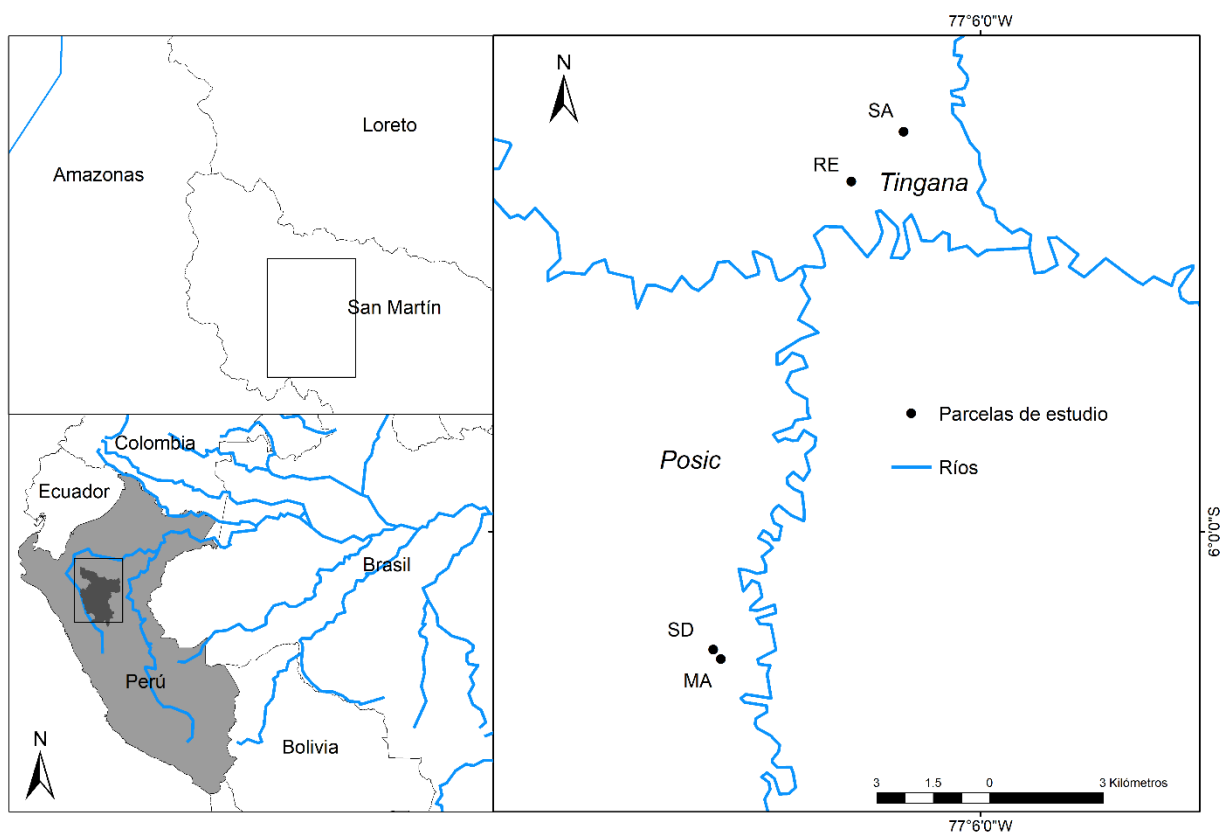 Loreto
Amazonas
San Martín
Colombia
Ecuador
Brasil
Perú
Bolivia
N
77°6'0"W
N
SA
RE
Tingana
Parcelas de estudio
Posic
Ríos
6°0'0"S
SD
MA
3 1.5 0 3 Kilómetros
77°6'0"W